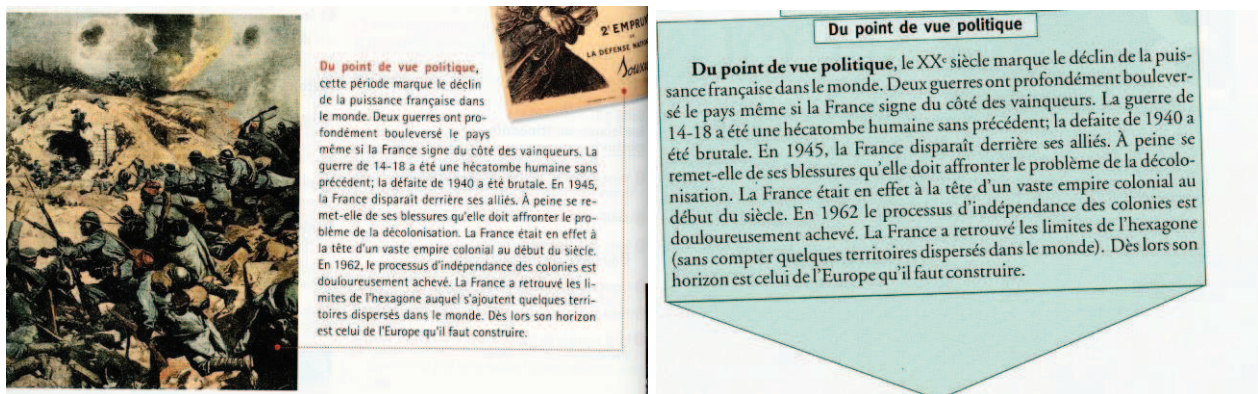 2e EMPRUN
DE
LA DÉFENSE NATIO
Souscr
Du point de vue politique,
cette période marque le déclin
de la puissance française dans
le monde. Deux guerres ont pro-
fondément bouleversé le pays
même si la France signe du côté des vainqueurs. La
guerre de 14-18 a été une hécatombe humaine sans
précédent; la défaite de 1940 a été brutale. En 1945,
la France disparaît derrière ses alliés. À peine se re-
met-elle de ses blessures qu'elle doit affronter le pro-
blème de la décolonisation. La France était en effet à
la tête d'un vaste empire colonial au début du siècle.
En 1962, le processus d'indépendance des colonies est
douloureusement achevé. La France a retrouvé les li-
mites de l'hexagone auquel s'ajoutent quelques terri-
toires dispersés dans le monde. Dès lors son horizon
est celui de l'Europe qu'il faut construire.
Du point de vue politique
Du point de vue politique, le XXe siècle marque le déclin de la puis-
sance française dans le monde. Deux guerres ont profondément boulever-
sé le pays même si la France signe du côté des vainqueurs. La guerre de
14-18 a été une hécatombe humaine sans précédent; la defaite de 1940 a
été brutale. En 1945, la France disparaît derrière ses alliés. À peine se
remet-elle de ses blessures qu'elle doit affronter le problème de la décolo-
nisation. La France était en effet à la tête d'un vaste empire colonial au
début du siècle. En 1962 le processus d'indépendance des colonies est
douloureusement achevé. La France a retrouvé les limites de l'hexagone
(sans compter quelques territoires dispersés dans le monde). Dès lors son
horizon est celui de l'Europe qu'il faut construire.